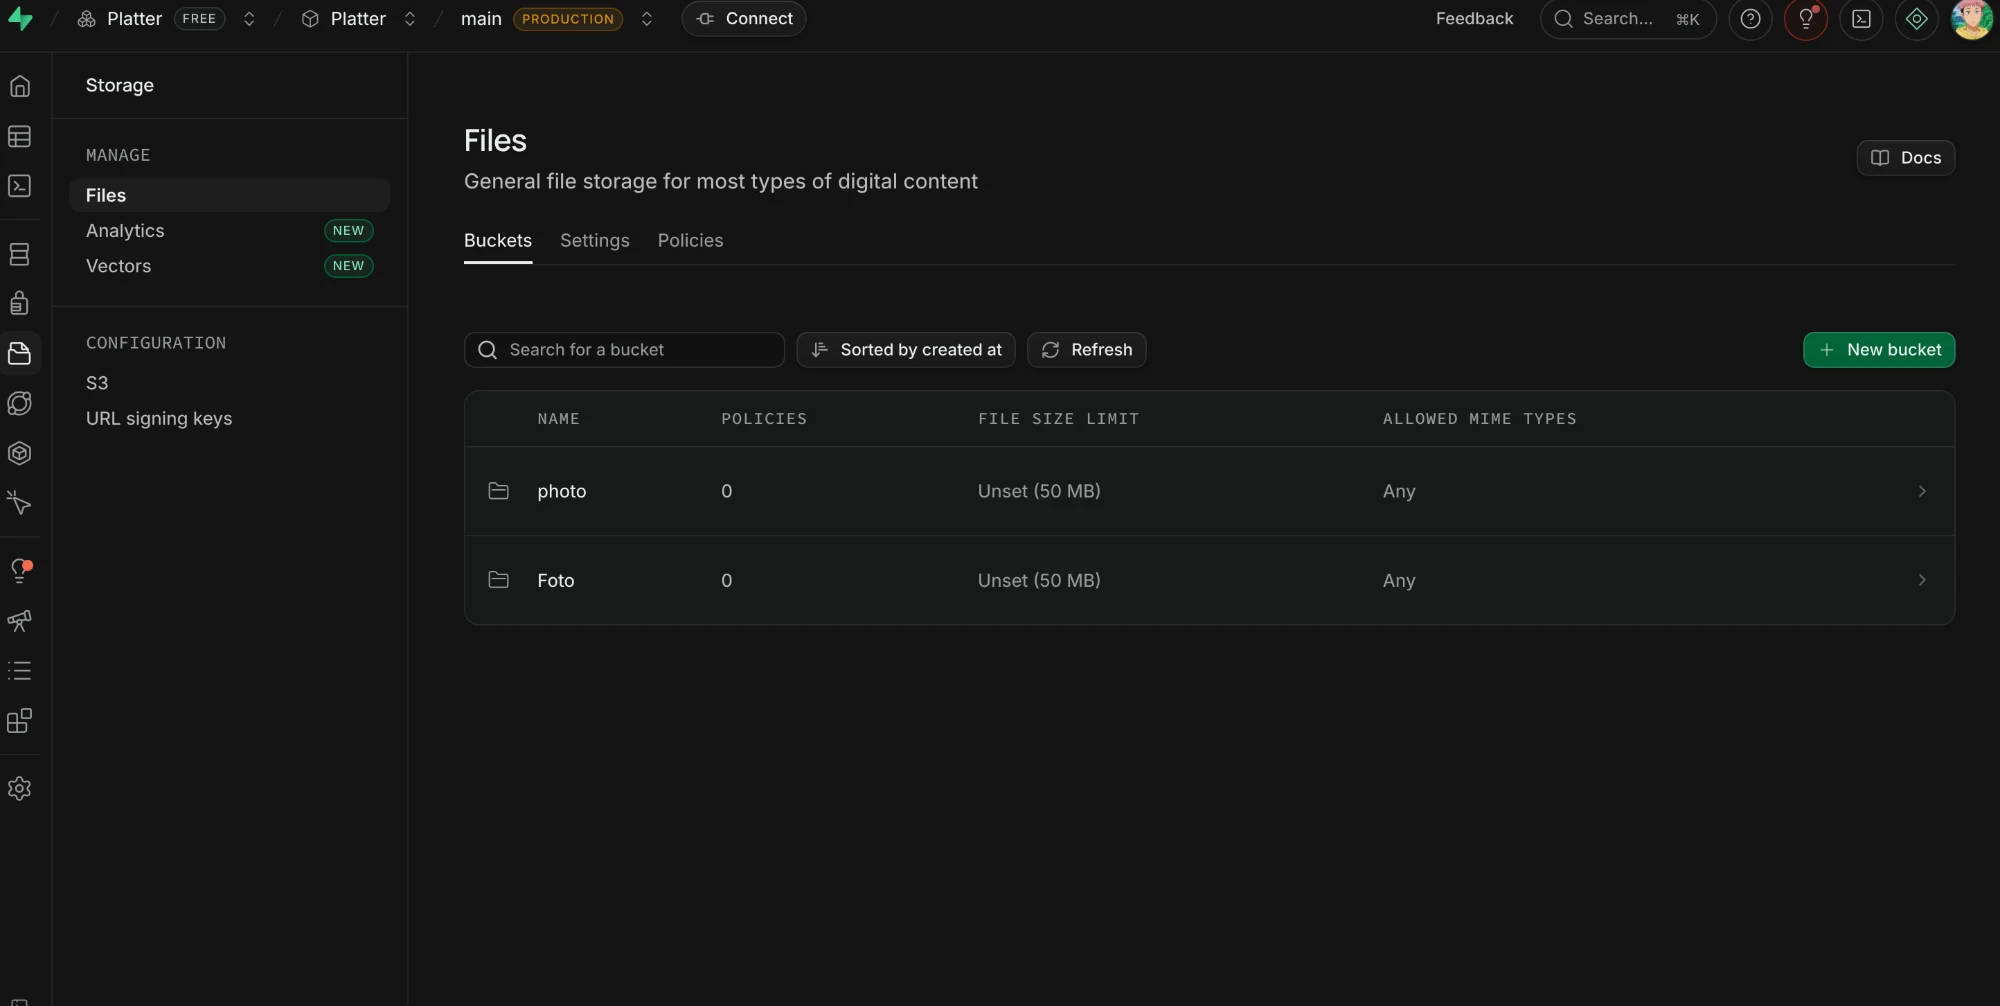 Platter FREE / Platter / main PRODUCTION Connect Feedback Search... ⌘K
Storage
MANAGE
Files
Analytics NEW
Vectors NEW
CONFIGURATION
S3
URL signing keys
Files
General file storage for most types of digital content
Docs
Buckets Settings Policies
Search for a bucket Sorted by created at Refresh + New bucket
NAME POLICIES FILE SIZE LIMIT ALLOWED MIME TYPES
photo 0 Unset (50 MB) Any
Foto 0 Unset (50 MB) Any